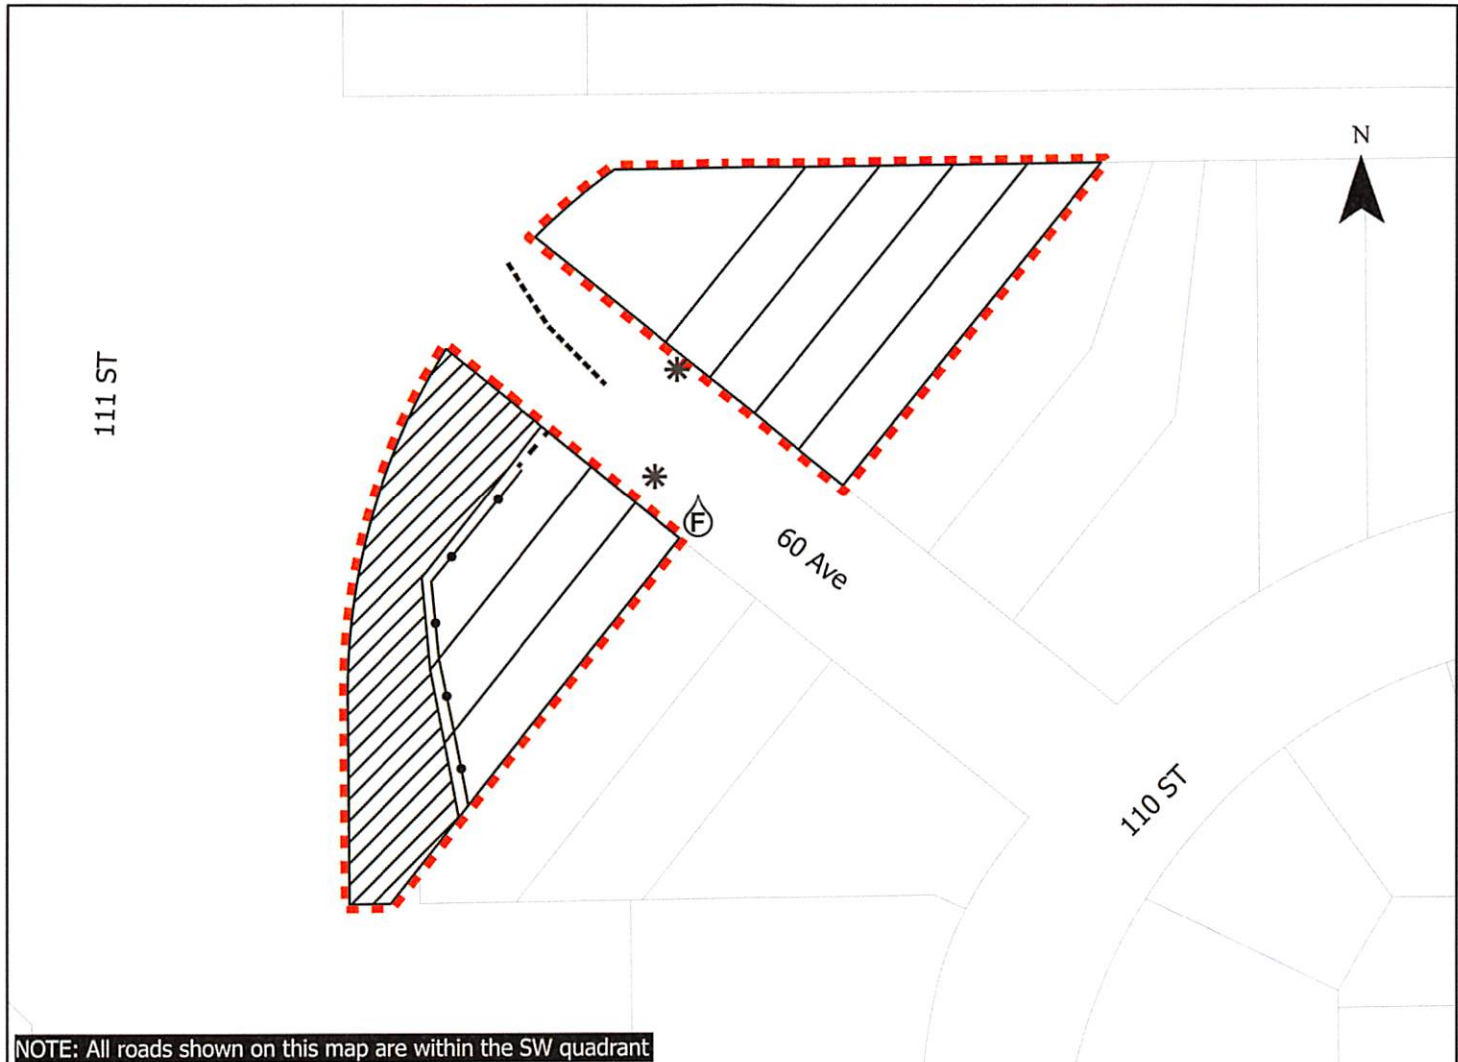 N
111 ST
F
60 Ave
110 ST
NOTE: All roads shown on this map are within the SW quadrant